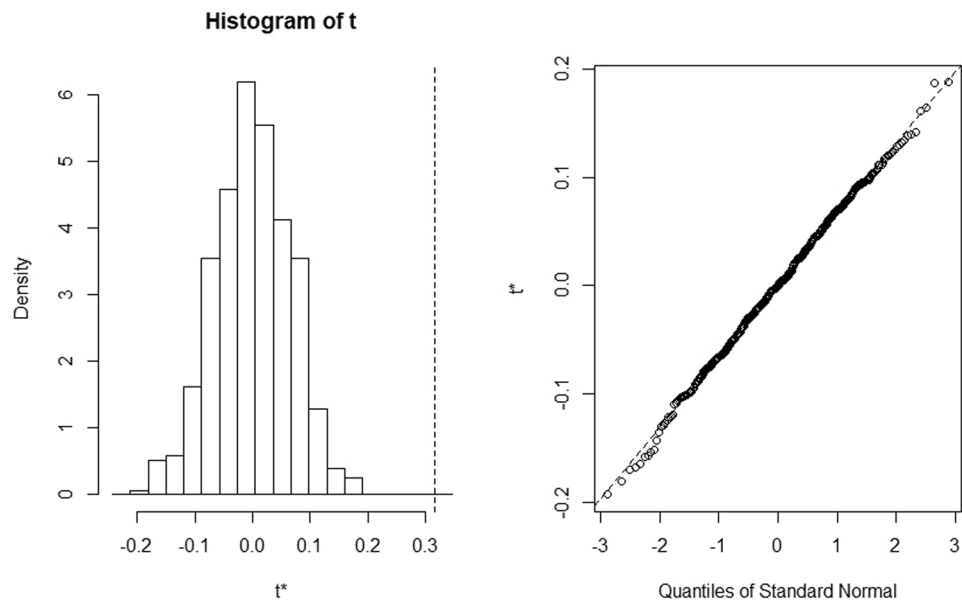 Histogram of t
Density
0 1 2 3 4 5 6
-0.2 -0.1 0.0 0.1 0.2 0.3
t*
t*
-0.2 -0.1 0.0 0.1 0.2
-3 -2 -1 0 1 2 3
Quantiles of Standard Normal